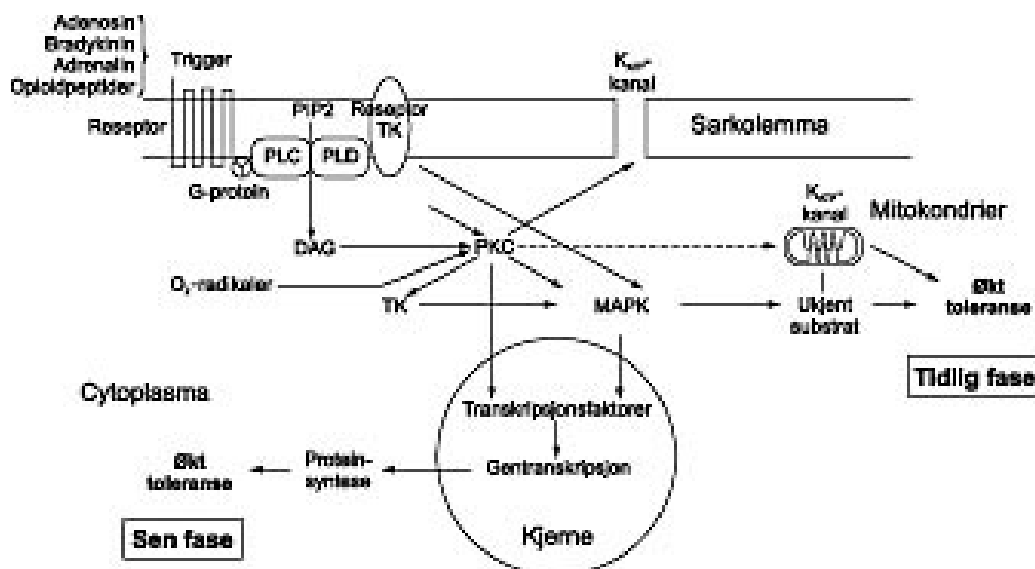 Adenosin
Bradykinin
Adrenalin
Opioidpeptider
Trigger
Reseptor
PIP2
Reseptor
TK
PLC
PLD
G-protein
kanal
Sarkolemma
kanal
Mitokondrier
DAG
PKC
-radikaler
TK
MAPK
Ukjent
substrat
Økt
toleranse
Tidlig fase
Cytoplasma
Transkripsjonsfaktorer
Gentranskripsjon
Protein-
syntese
Økt
toleranse
Kjerne
Sen fase